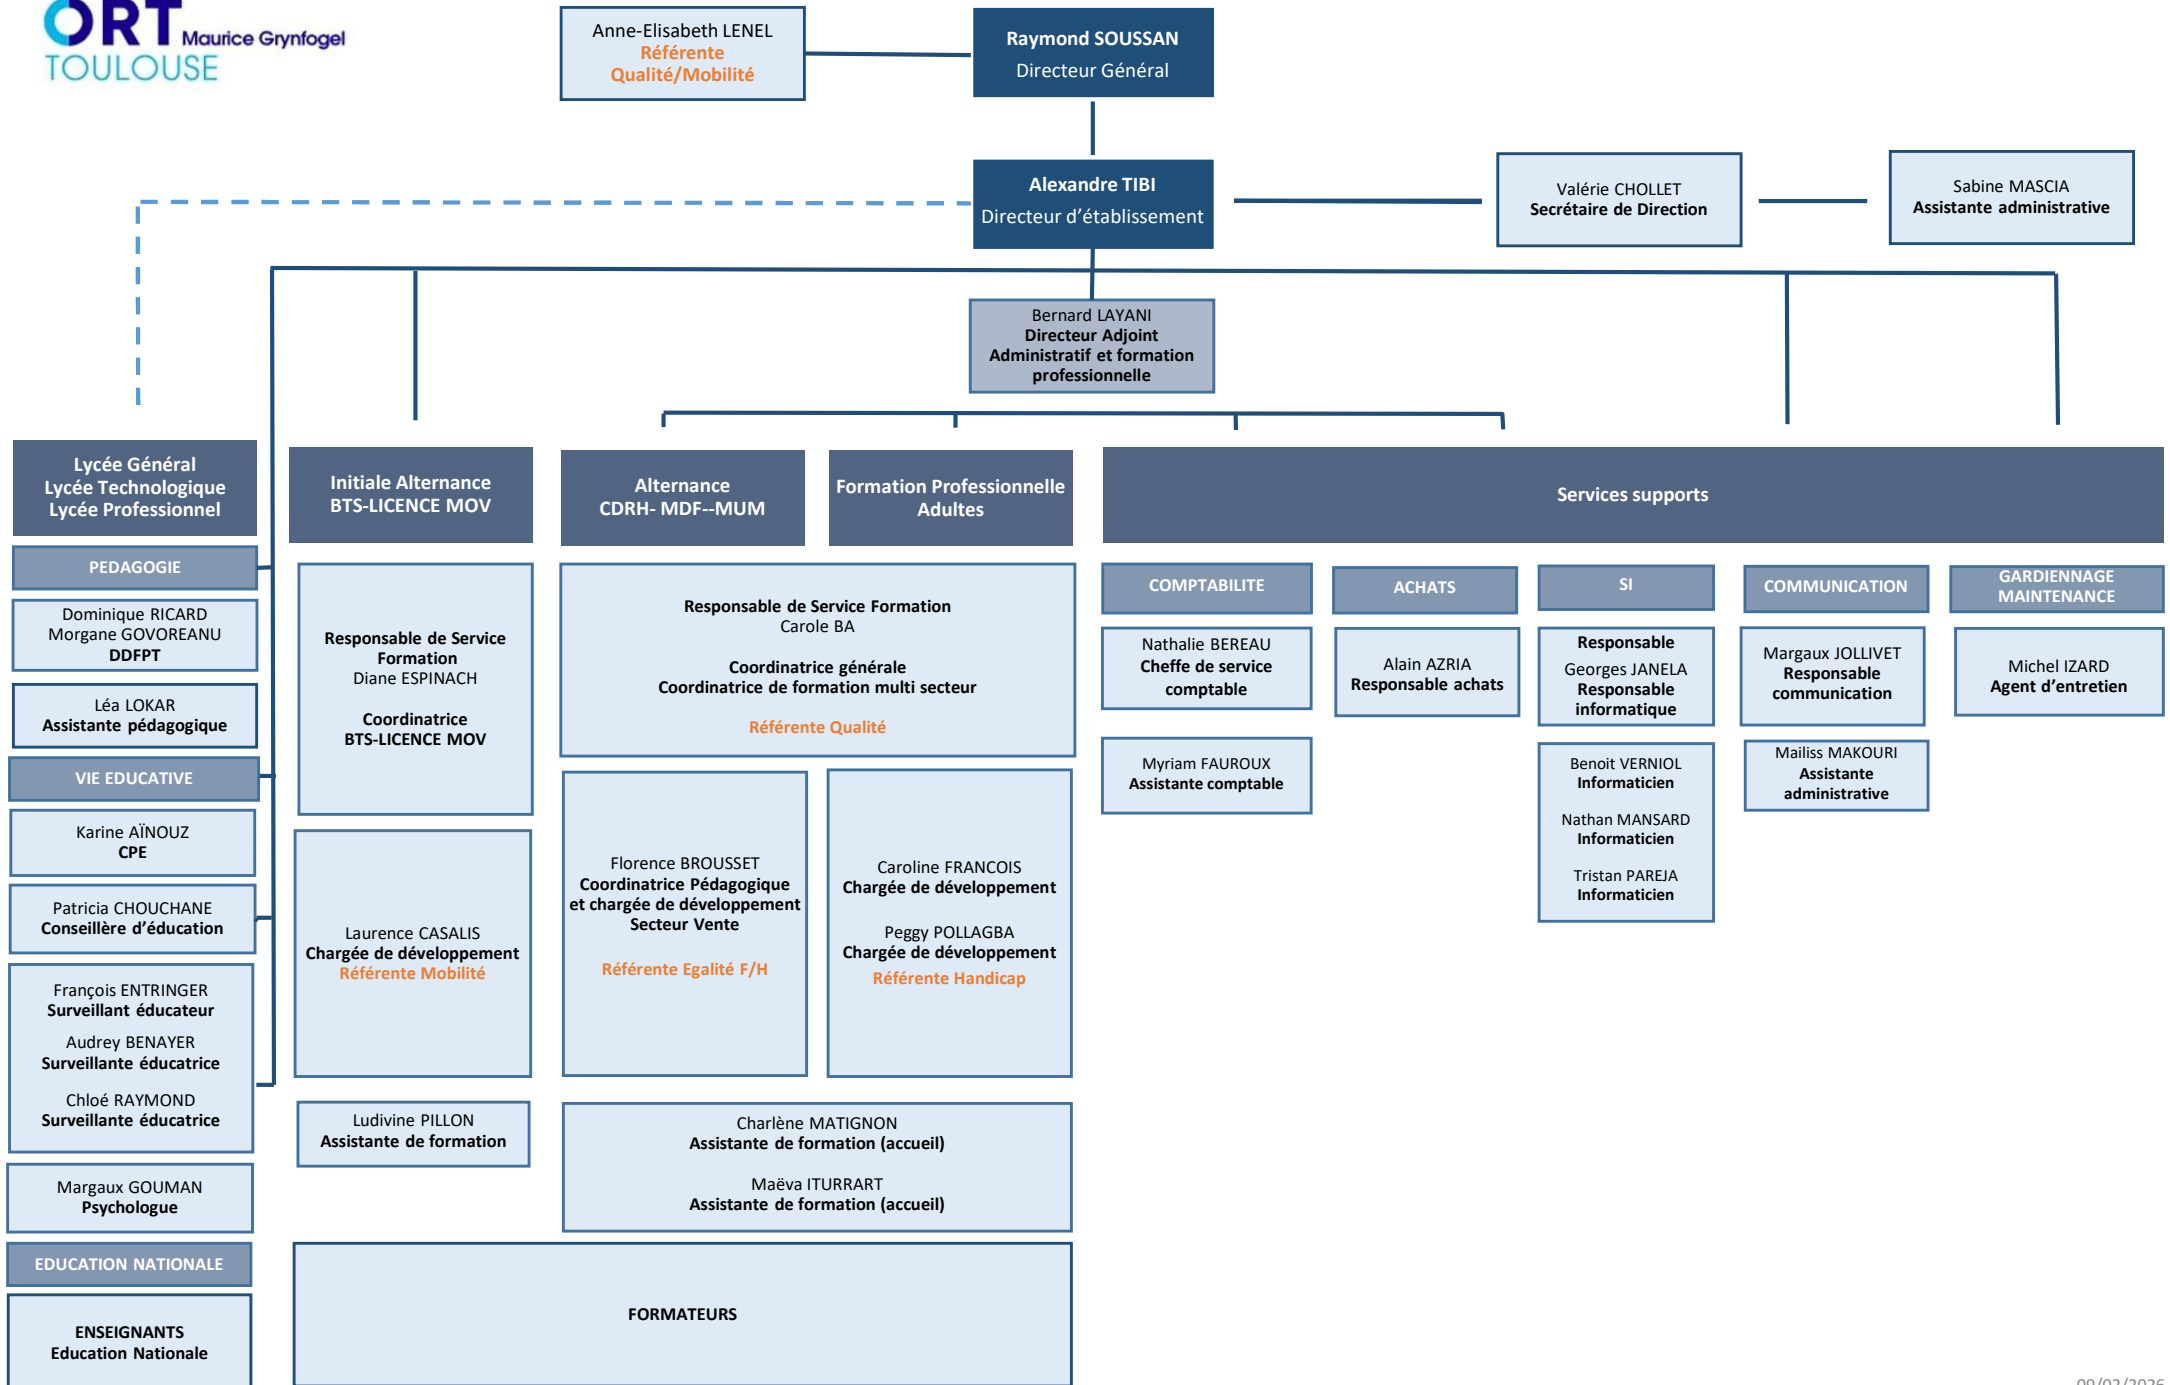 ORT Maurice Grynfogel
TOULOUSE
Anne-Elisabeth LENEL
Référente
Qualité/Mobilité
Raymond SOUSSAN
Directeur Général
Alexandre TIBI
Directeur d’établissement
Valérie CHOLLET
Secrétaire de Direction
Sabine MASCIA
Assistante administrative
Bernard LAYANI
Directeur Adjoint
Administratif et formation
professionnelle
Lycée Général
Lycée Technologique
Lycée Professionnel
PEDAGOGIE
Dominique RICARD
Morgane GOVOREANU
DDFPT
Léa LOKAR
Assistante pédagogique
VIE EDUCATIVE
Karine AÏNOUZ
CPE
Patricia CHOUCHANE
Conseillère d’éducation
François ENTRINGER
Surveillant éducateur
Audrey BENAYER
Surveillante éducatrice
Chloé RAYMOND
Surveillante éducatrice
Margaux GOUMAN
Psychologue
EDUCATION NATIONALE
ENSEIGNANTS
Education Nationale
Initiale Alternance
BTS-LICENCE MOV
Responsable de Service
Formation
Diane ESPINACH
Coordinatrice
BTS-LICENCE MOV
Laurence CASALIS
Chargée de développement
Référente Mobilité
Ludivine PILLON
Assistante de formation
Alternance
CDRH- MDF--MUM
Formation Professionnelle
Adultes
Responsable de Service Formation
Carole BA
Coordinatrice générale
Coordinatrice de formation multi secteur
Référente Qualité
Florence BROUSSET
Coordinatrice Pédagogique
et chargée de développement
Secteur Vente
Référente Egalité F/H
Caroline FRANCOIS
Chargée de développement
Peggy POLLAGBA
Chargée de développement
Référente Handicap
Charlène MATIGNON
Assistante de formation (accueil)
Maëva ITURRART
Assistante de formation (accueil)
FORMATEURS
Services supports
COMPTABILITE
Nathalie BEREAU
Cheffe de service
comptable
Myriam FAUROUX
Assistante comptable
ACHATS
Alain AZRIA
Responsable achats
SI
Responsable
Georges JANELA
Responsable
informatique
Benoit VERNIOL
Informaticien
Nathan MANSARD
Informaticien
Tristan PAREJA
Informaticien
COMMUNICATION
Margaux JOLLIVET
Responsable
communication
Mailiss MAKOURI
Assistante
administrative
GARDIENNAGE
MAINTENANCE
Michel IZARD
Agent d’entretien
09/02/2026